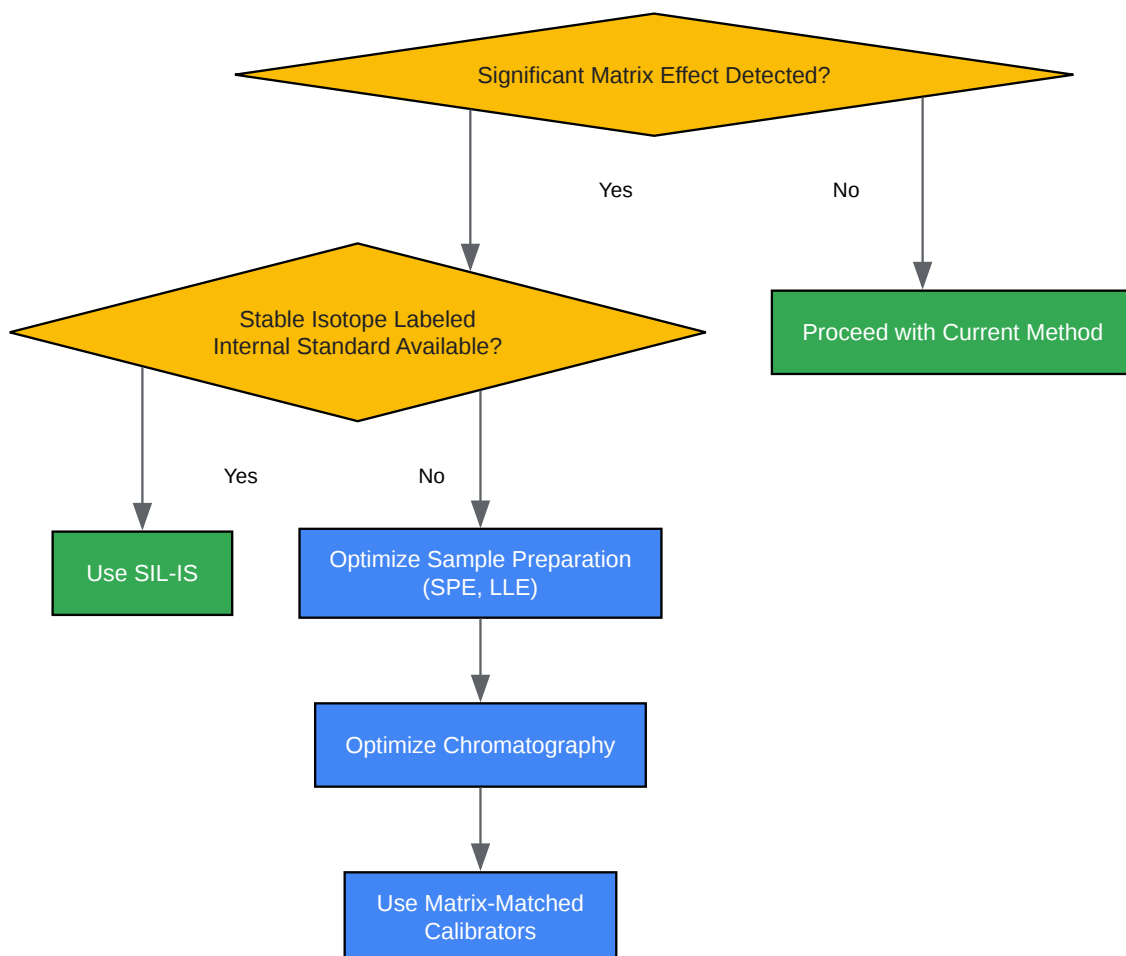 Significant Matrix Effect Detected?
Yes
No
Stable Isotope Labeled
Internal Standard Available?
Proceed with Current Method
Yes
No
Use SIL-IS
Optimize Sample Preparation
(SPE, LLE)
Optimize Chromatography
Use Matrix-Matched
Calibrators